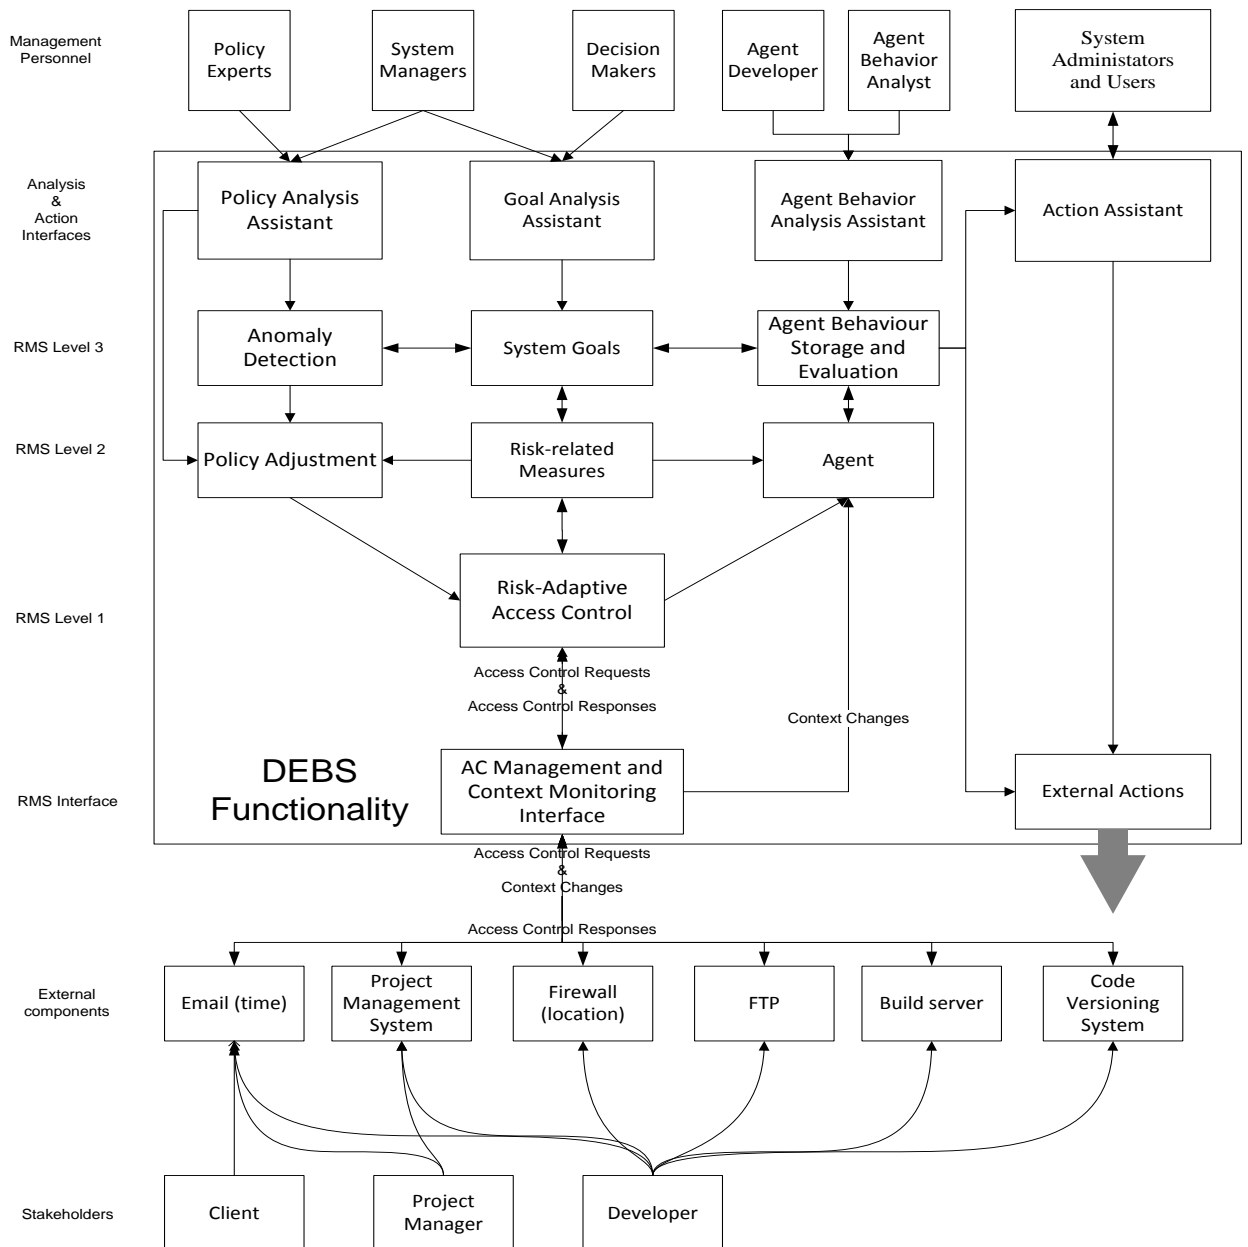 Management
Personnel
Policy
Experts
System
Managers
Decision
Makers
Agent
Developer
Agent
Behavior
Analyst
System
Administators
and Users
Analysis
&
Action
Interfaces
Policy Analysis
Assistant
Goal Analysis
Assistant
Agent Behavior
Analysis Assistant
Action Assistant
RMS Level 3
Anomaly
Detection
System Goals
Agent Behaviour
Storage and
Evaluation
RMS Level 2
Policy Adjustment
Risk-related
Measures
Agent
RMS Level 1
Risk-Adaptive
Access Control
Access Control Requests
&
Access Control Responses
Context Changes
RMS Interface
DEBS
Functionality
AC Management and
Context Monitoring
Interface
External Actions
Access Control Requests
&
Context Changes
Access Control Responses
External
components
Email (time)
Project
Management
System
Firewall
(location)
FTP
Build server
Code
Versioning
System
Stakeholders
Client
Project
Manager
Developer